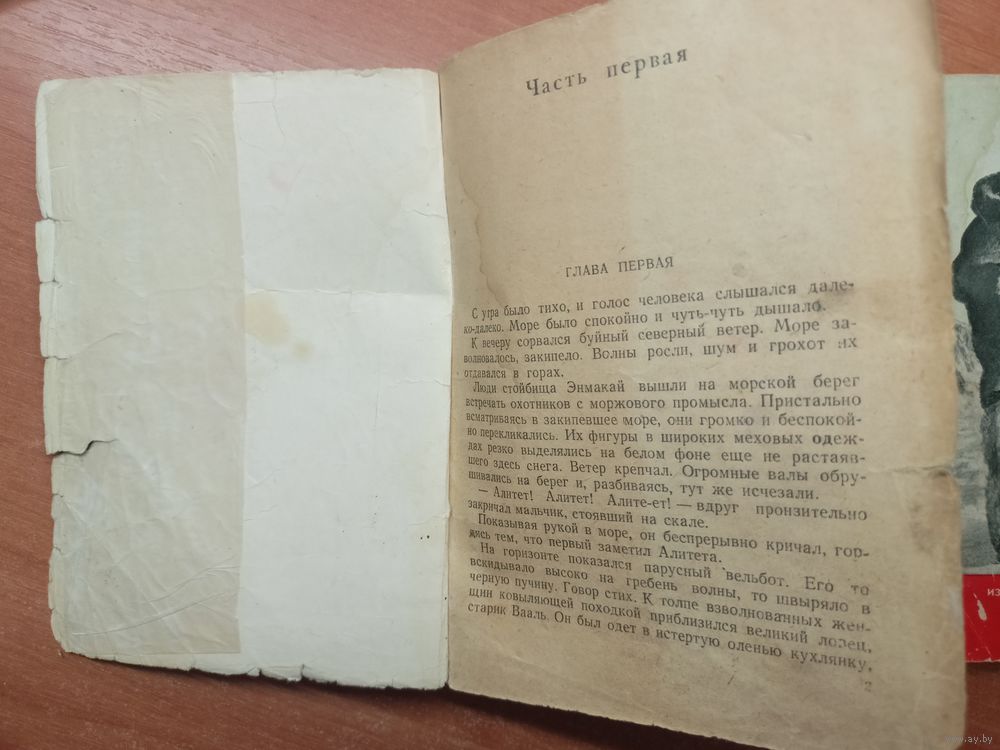 Часть первая
ГЛАВА ПЕРВАЯ
С утра было тихо, и голос человека слышался дале-
ко-далеко. Море было спокойно и чуть-чуть дышало.
К вечеру сорвался буйный северный ветер. Море за-
волновалось, закипело. Волны росли, шум и грохот их
отдавался в горах.
Люди стойбища Энмакай вышли на морской берег
встречать охотников с моржового промысла. Пристально
всматриваясь в закипевшее море, они громко и беспокой-
но перекликались. Их фигуры в широких меховых одеж-
дах резко выделялись на белом фоне еще не растаяв-
шего здесь снега. Ветер крепчал. Огромные валы обру-
шивались на берег и, разбиваясь, тут же исчезали.
— Алитет! Алитет! Алите-ет! — вдруг пронзительно
закричал мальчик, стоявший на скале.
Показывая рукой в море, он беспрерывно кричал, гор-
дясь тем, что первый заметил Алитета.
На горизонте показался парусный вельбот. Его то
вскидывало высоко на гребень волны, то швыряло в
черную пучину. Говор стих. К толпе взволнованных жен-
щин ковыляющей походкой приблизился великий ловец,
старик Вааль. Он был одет в истертую оленью кухлянку,
2
из
www.ay.by